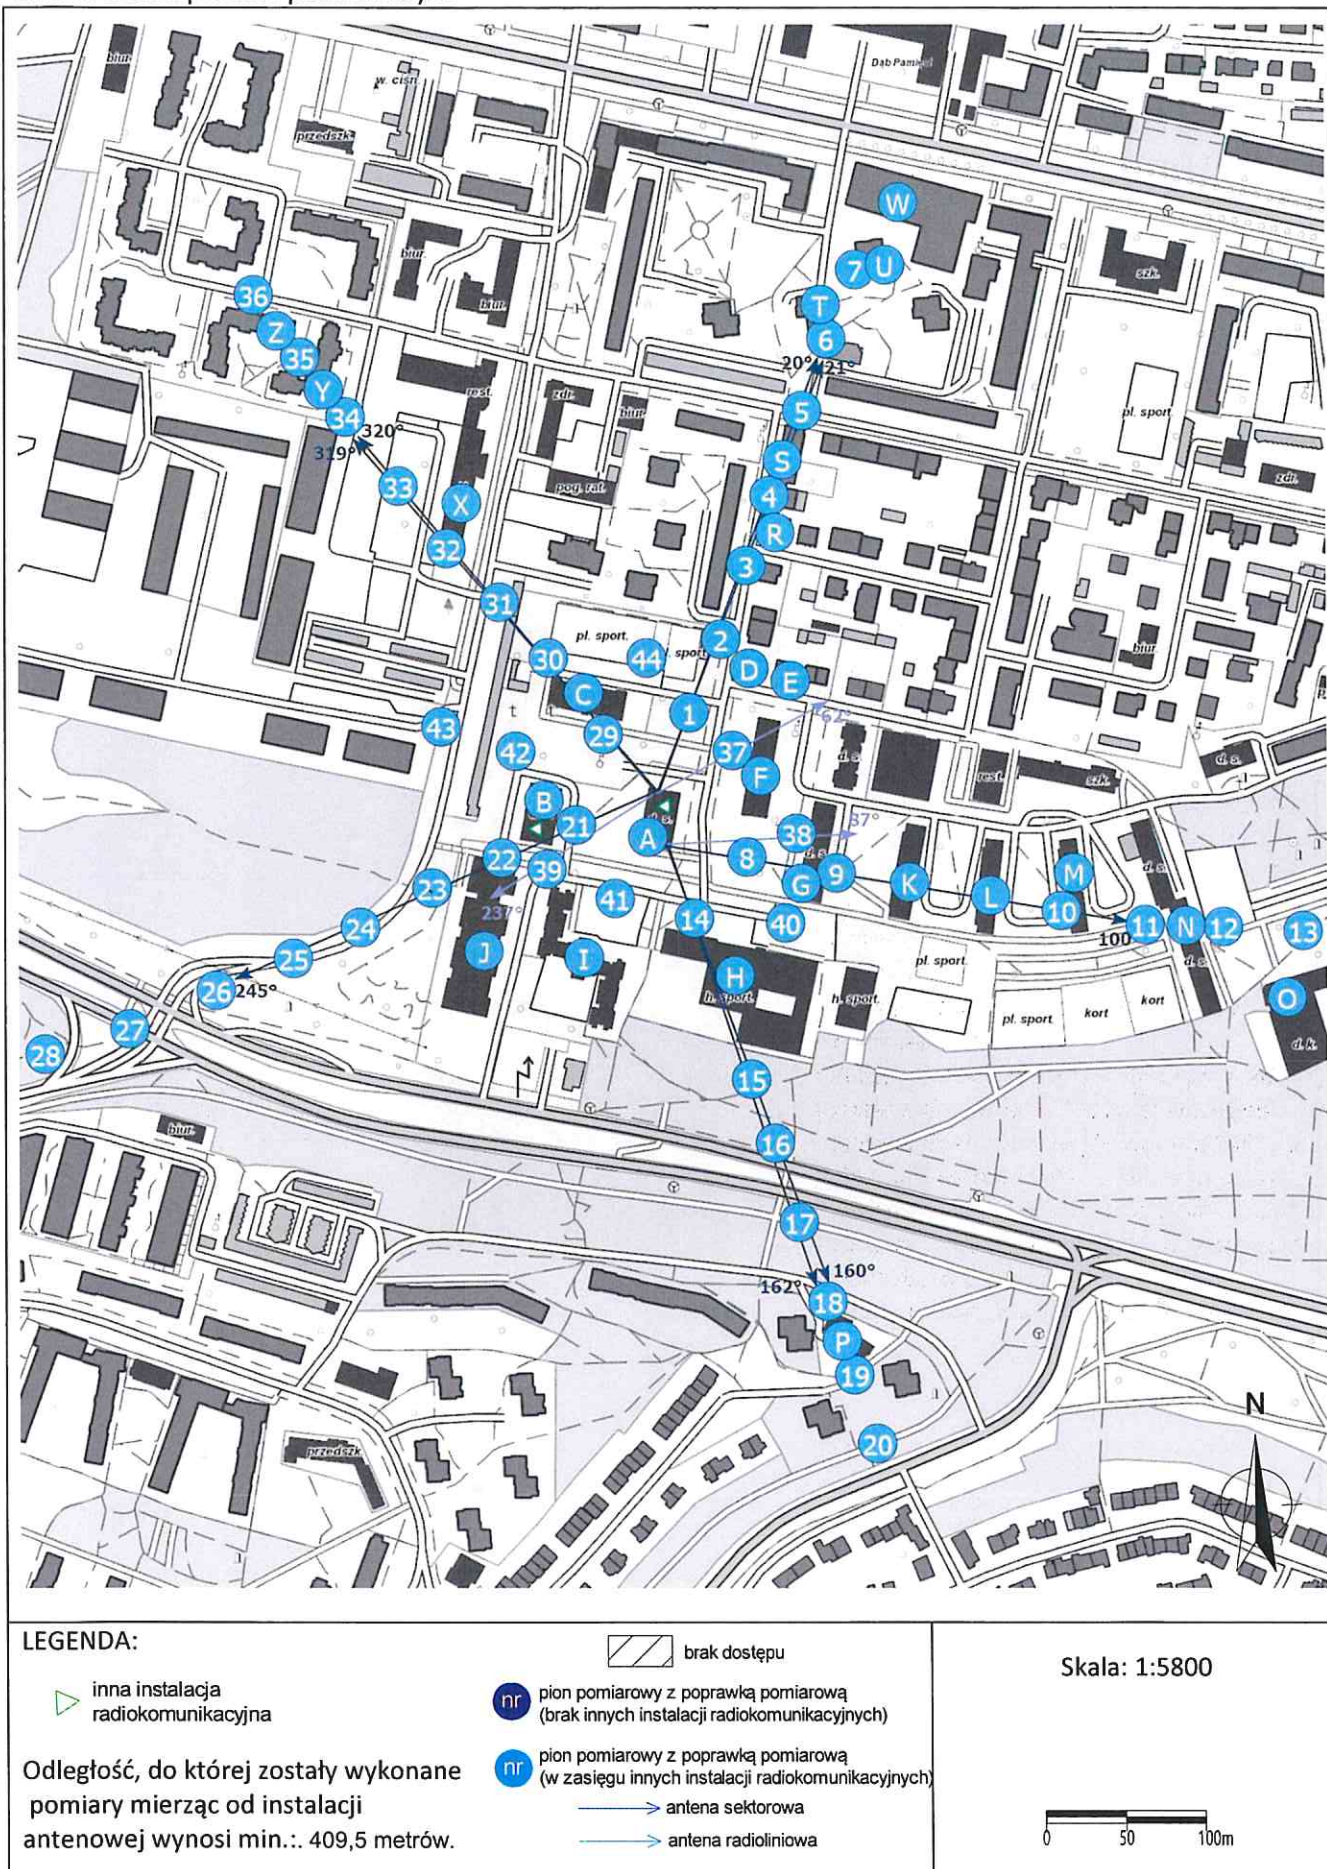 biur.
w. ciśn.
Dąb Pamięci
przedszk.
W
biur.
szk.
7 U
36
biur.
T
Z
6
35
20° 21°
Y
rest.
zdr.
34
biur.
5
pl. sport.
320°
319°
S
33
pog. rat.
zdr.
X
4
R
32
3
31
pl. sport.
44
sport.
2
biur.
30
D
E
C
1
62°
43
29
42
37
d. s.
d. s.
F
rest.
szk.
B
21
d. s.
A
38
87°
22
8
d. s.
M
39
9
K
d. s.
23
G
L
237°
41
14
40
10
11
N
12
24
100
13
J
I
pl. sport.
d. s.
25
H
26
245°
h. sport.
h. sport.
kort
O
27
pl. sport.
kort
28
d. k.
15
biur.
16
17
162°
160°
18
P
19
N
20
przedszk.
LEGENDA:
inna instalacja
radiokomunikacyjna
Odległość, do której zostały wykonane
pomiary mierząc od instalacji
antenowej wynosi min.:. 409,5 metrów.
brak dostępu
nr pion pomiarowy z poprawką pomiarową
(brak innych instalacji radiokomunikacyjnych)
nr pion pomiarowy z poprawką pomiarową
(w zasięgu innych instalacji radiokomunikacyjnych)
antena sektorowa
antena radioliniowa
Skala: 1:5800
0 50 100m